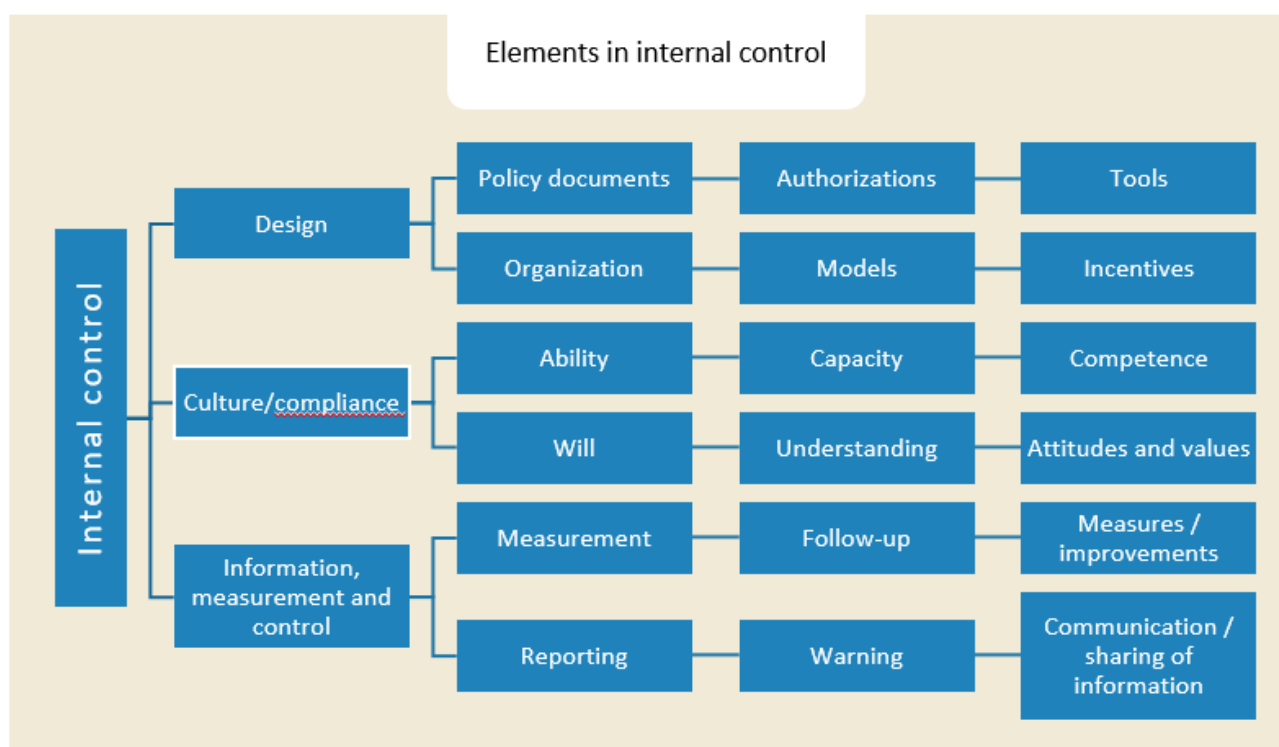 Elements in internal control
Internal control
Design
Policy documents
Authorizations
Tools
Organization
Models
Incentives
Culture/compliance
Ability
Capacity
Competence
Will
Understanding
Attitudes and values
Information,
measurement and
control
Measurement
Follow-up
Measures /
improvements
Reporting
Warning
Communication /
sharing of
information